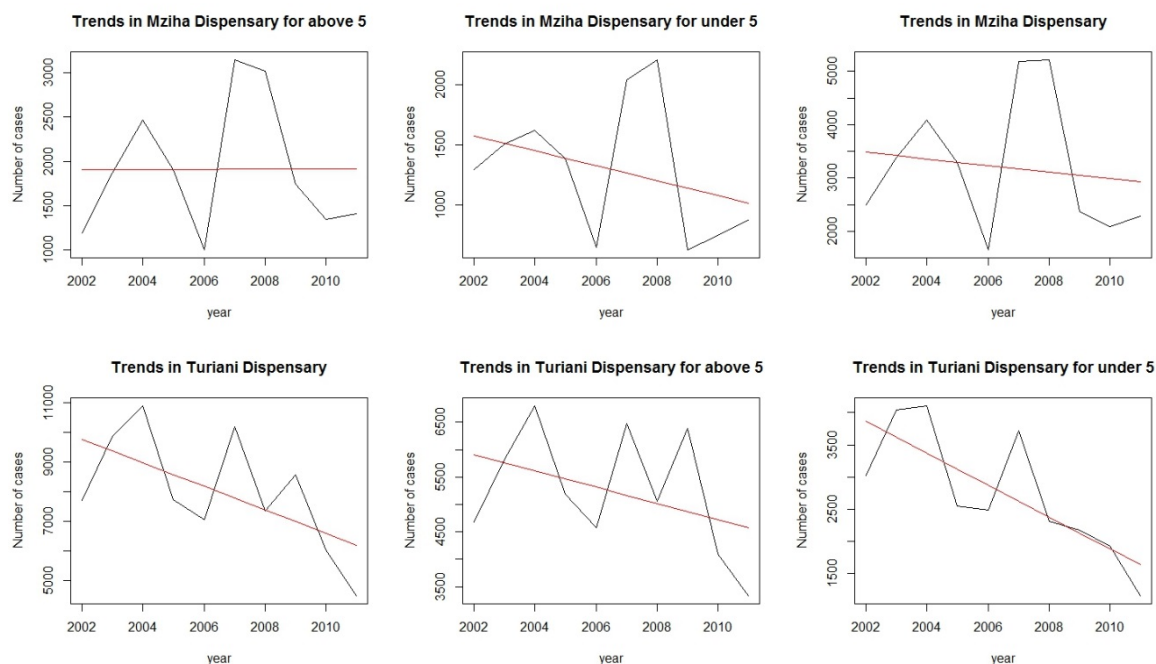 Trends in Mziha Dispensary for above 5
Number of cases
3000
2500
2000
1500
1000
2002 2004 2006 2008 2010
year
Trends in Mziha Dispensary for under 5
Number of cases
2000
1500
1000
2002 2004 2006 2008 2010
year
Trends in Mziha Dispensary
Number of cases
5000
4000
3000
2000
2002 2004 2006 2008 2010
year
Trends in Turiani Dispensary
Number of cases
11000
9000
7000
5000
2002 2004 2006 2008 2010
year
Trends in Turiani Dispensary for above 5
Number of cases
6500
5500
4500
3500
2002 2004 2006 2008 2010
year
Trends in Turiani Dispensary for under 5
Number of cases
3500
2500
1500
2002 2004 2006 2008 2010
year